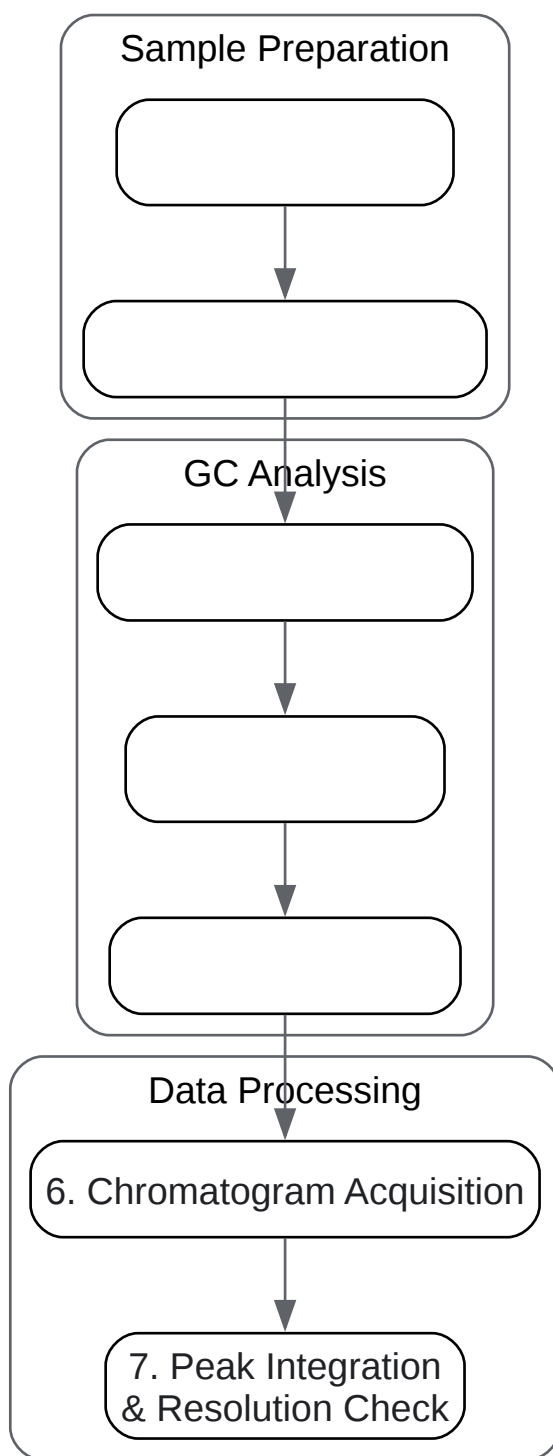 Sample Preparation
GC Analysis
Data Processing
6. Chromatogram Acquisition
7. Peak Integration
& Resolution Check